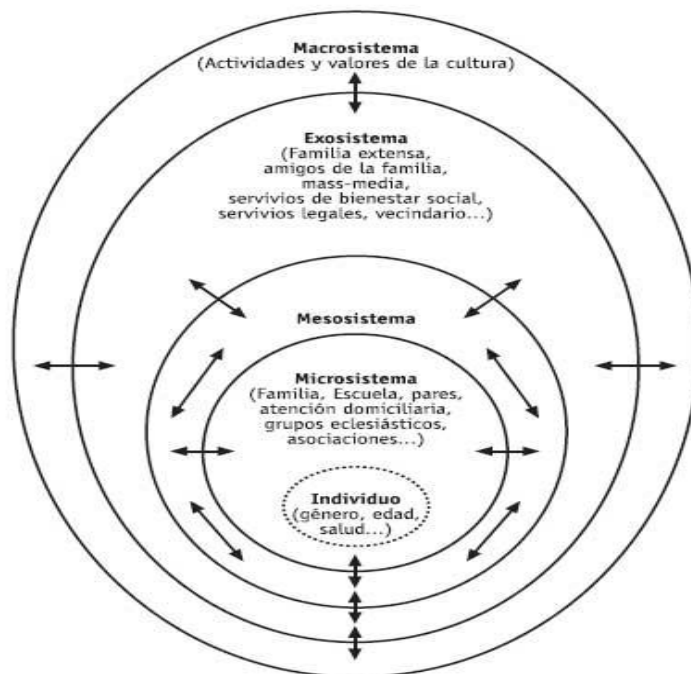 Macrosistema
(Actividades y valores de la cultura)
Exosistema
(Familia extensa,
amigos de la familia,
mass-media,
servivios de bienestar social,
servivios legales, vecindario...)
Mesosistema
Microsistema
(Familia, Escuela, pares,
atención domiciliaria,
grupos eclesiásticos,
asociaciones...)
Individuo
(género, edad,
salud...)